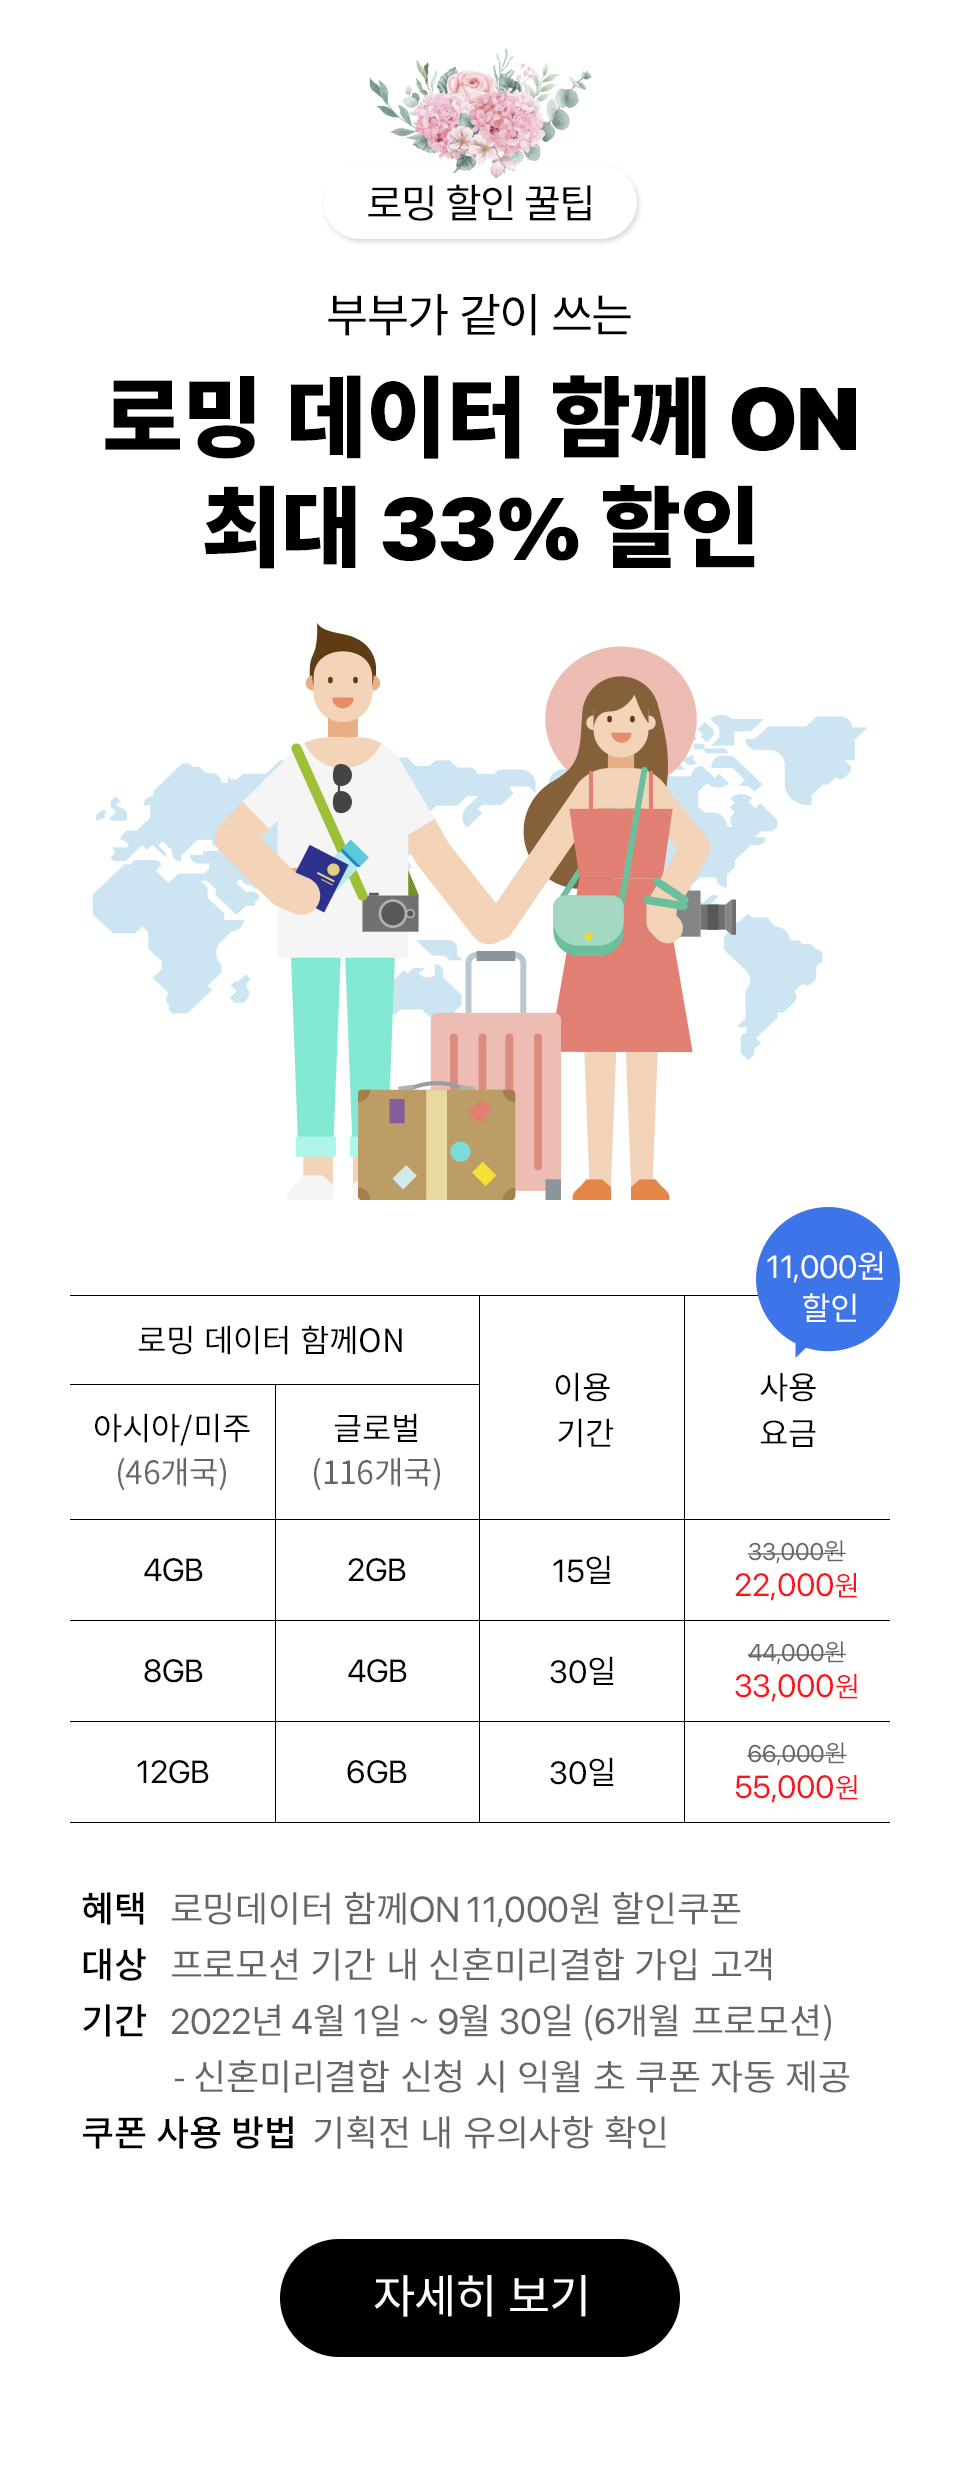 로밍 할인 꿀팁
부부가 같이 쓰는
로밍 데이터 함께 ON
최대 33% 할인
11,000원
할인
로밍 데이터 함께ON
이용
기간
사용
요금
아시아/미주
(46개국)
글로벌
(116개국)
4GB
2GB
15일
33,000원
22,000원
8GB
4GB
30일
44,000원
33,000원
12GB
6GB
30일
66,000원
55,000원
혜택 로밍데이터 함께ON 11,000원 할인쿠폰
대상 프로모션 기간 내 신혼미리결합 가입 고객
기간 2022년 4월 1일 ~ 9월 30일 (6개월 프로모션)
- 신혼미리결합 신청 시 익월 초 쿠폰 자동 제공
쿠폰 사용 방법 기획전 내 유의사항 확인
자세히 보기